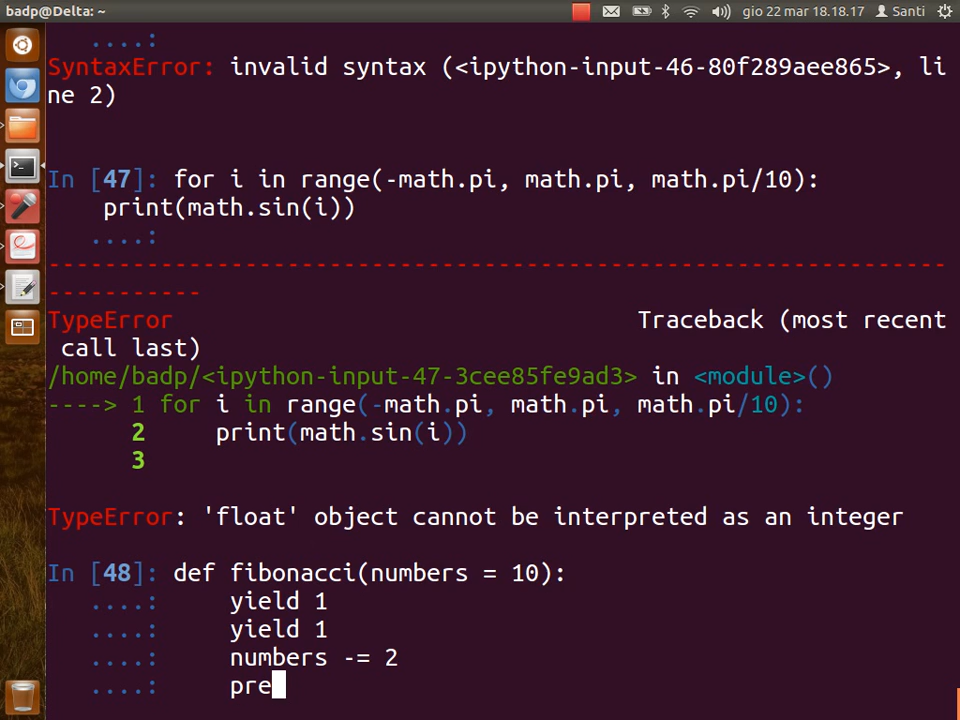 badp@Delta: ~ gio 22 mar 18.18.17 Santi
....:
SyntaxError: invalid syntax (<ipython-input-46-80f289aee865>, li
ne 2)
In [47]: for i in range(-math.pi, math.pi, math.pi/10):
    print(math.sin(i))
....:
---------------------------------------------------------------------------
TypeError Traceback (most recent
 call last)
/home/badp/<ipython-input-47-3cee85fe9ad3> in <module>()
----> 1 for i in range(-math.pi, math.pi, math.pi/10):
      2     print(math.sin(i))
      3
TypeError: 'float' object cannot be interpreted as an integer
In [48]: def fibonacci(numbers = 10):
   ....:     yield 1
   ....:     yield 1
   ....:     numbers -= 2
   ....:     pre